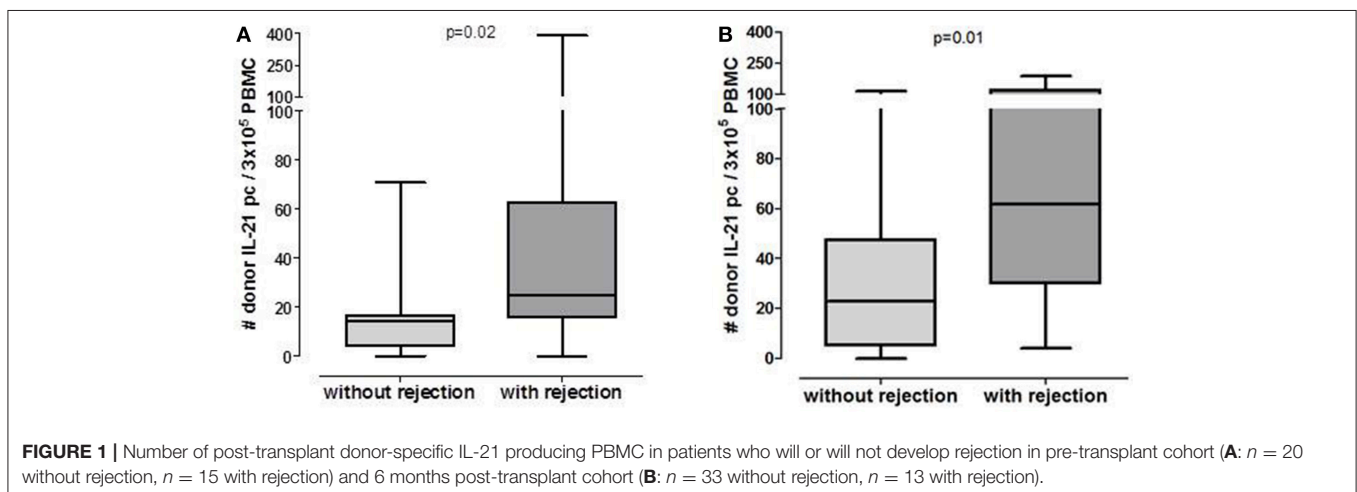 A
p=0.02
# donor IL-21 pc / 3x10⁵ PBMC
400
250
100
100
80
60
40
20
0
without rejection
with rejection
B
p=0.01
# donor IL-21 pc / 3x10⁵ PBMC
400
250
100
100
80
60
40
20
0
without rejection
with rejection
FIGURE 1 | Number of post-transplant donor-specific IL-21 producing PBMC in patients who will or will not develop rejection in pre-transplant cohort (A: n = 20
without rejection, n = 15 with rejection) and 6 months post-transplant cohort (B: n = 33 without rejection, n = 13 with rejection).